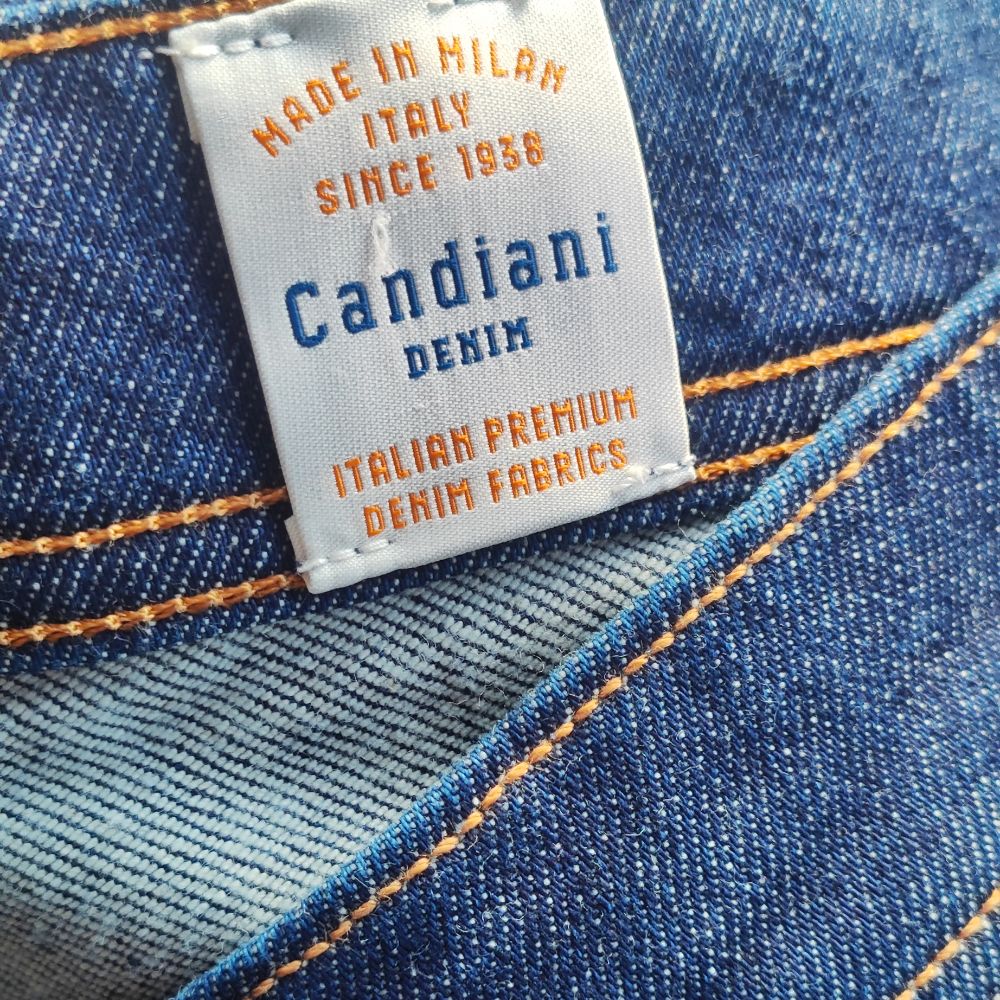 MADE IN MILAN
ITALY
SINCE 1938
Candiani
DENIM
ITALIAN PREMIUM
DENIM FABRICS